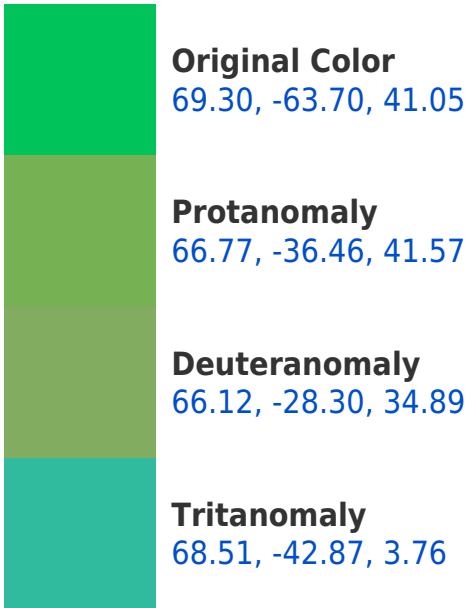 Original Color
69.30, -63.70, 41.05
Protanomaly
66.77, -36.46, 41.57
Deuteranomaly
66.12, -28.30, 34.89
Tritanomaly
68.51, -42.87, 3.76